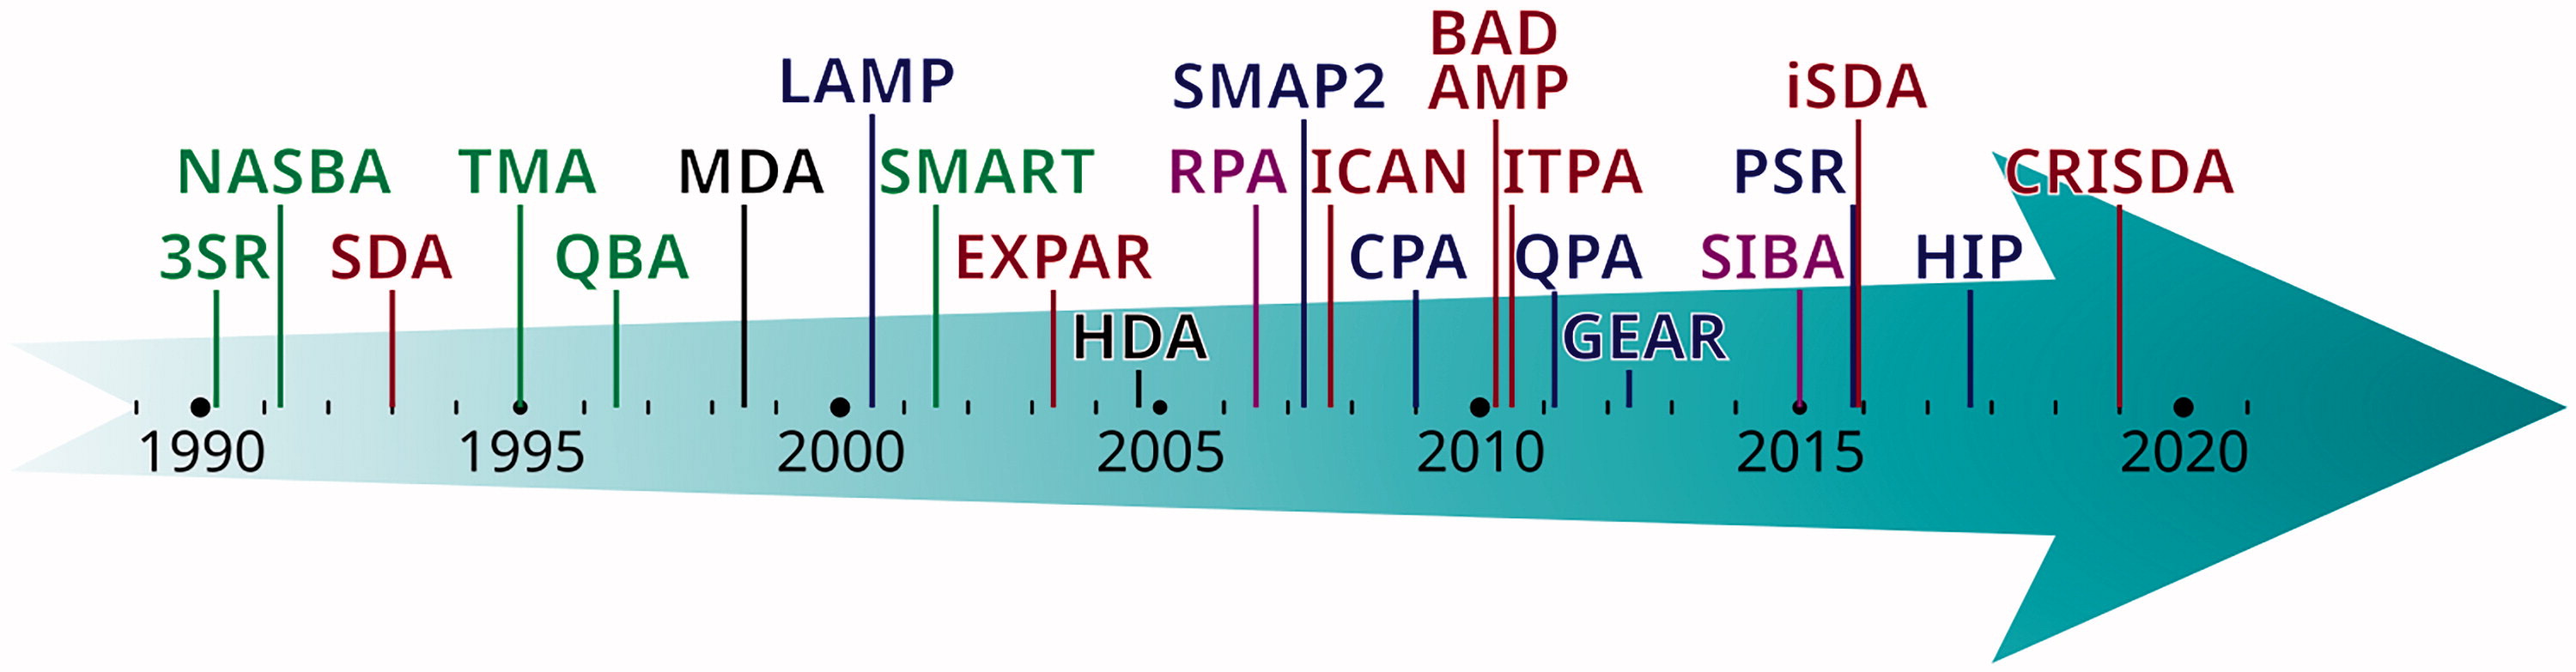 BAD
AMP
LAMP
SMAP2
iSDA
NASBA
TMA
MDA
SMART
RPA
ICAN
ITPA
PSR
CRISDA
3SR
SDA
QBA
EXPAR
CPA
QPA
SIBA
HIP
HDA
GEAR
1990
1995
2000
2005
2010
2015
2020